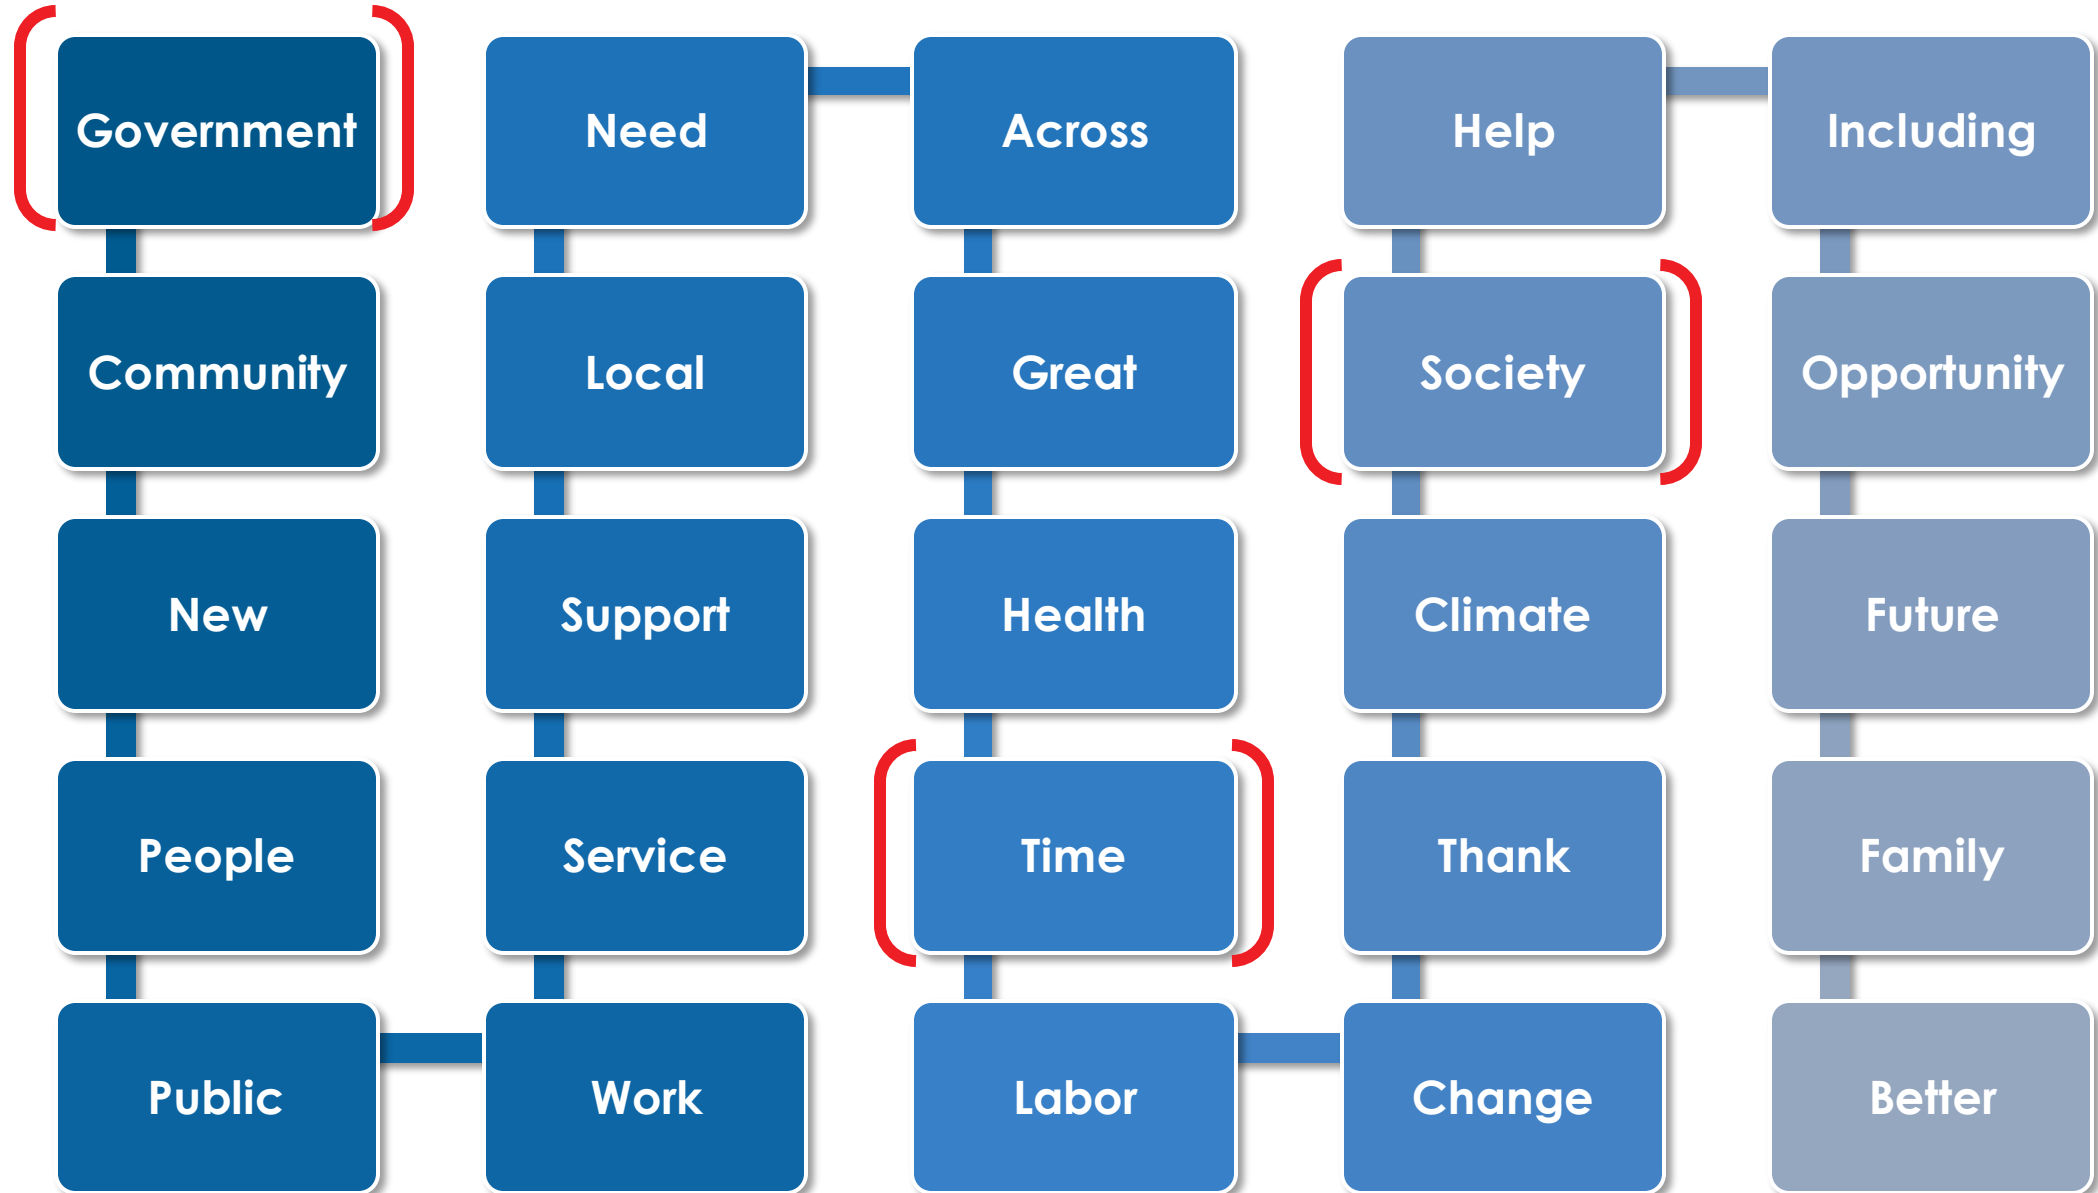 Government
Community
New
People
Public
Work
Service
Support
Local
Need
Across
Great
Health
Time
Labor
Change
Thank
Climate
Society
Help
Including
Opportunity
Future
Family
Better